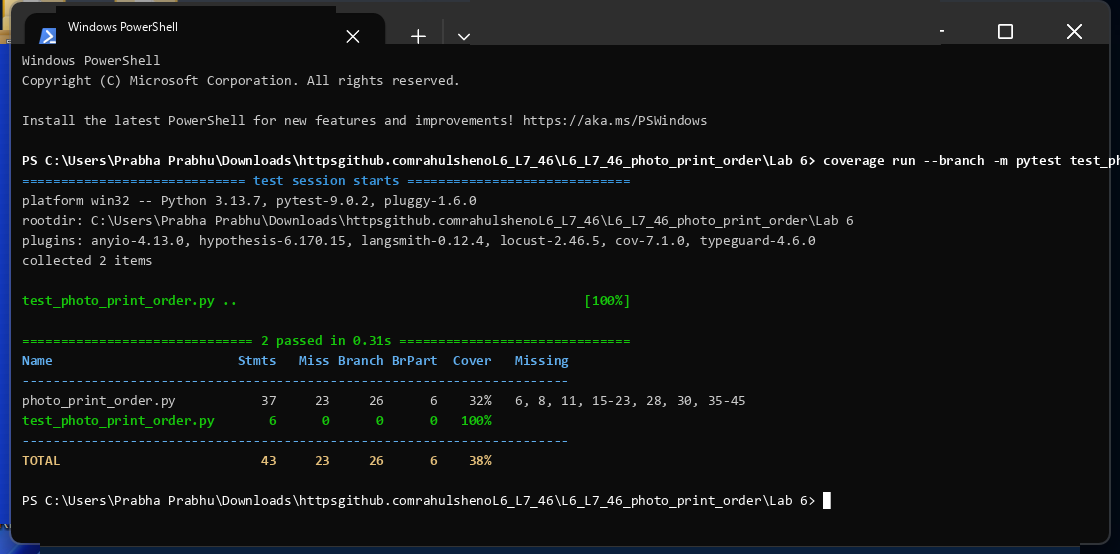 Windows PowerShell
Windows PowerShell
Copyright (C) Microsoft Corporation. All rights reserved.
Install the latest PowerShell for new features and improvements! https://aka.ms/PSWindows
PS C:\Users\Prabha Prabhu\Downloads\httpsgithub.comrahulshenoL6_L7_46\L6_L7_46_photo_print_order\Lab 6> coverage run --branch -m pytest test_ph
============================= test session starts =============================
platform win32 -- Python 3.13.7, pytest-9.0.2, pluggy-1.6.0
rootdir: C:\Users\Prabha Prabhu\Downloads\httpsgithub.comrahulshenoL6_L7_46\L6_L7_46_photo_print_order\Lab 6
plugins: anyio-4.13.0, hypothesis-6.170.15, langsmith-0.12.4, locust-2.46.5, cov-7.1.0, typeguard-4.6.0
collected 2 items
test_photo_print_order.py .. [100%]
============================== 2 passed in 0.31s ==============================
Name Stmts Miss Branch BrPart Cover Missing
-----------------------------------------------------------------------
photo_print_order.py 37 23 26 6 32% 6, 8, 11, 15-23, 28, 30, 35-45
test_photo_print_order.py 6 0 0 0 100%
-----------------------------------------------------------------------
TOTAL 43 23 26 6 38%
PS C:\Users\Prabha Prabhu\Downloads\httpsgithub.comrahulshenoL6_L7_46\L6_L7_46_photo_print_order\Lab 6>